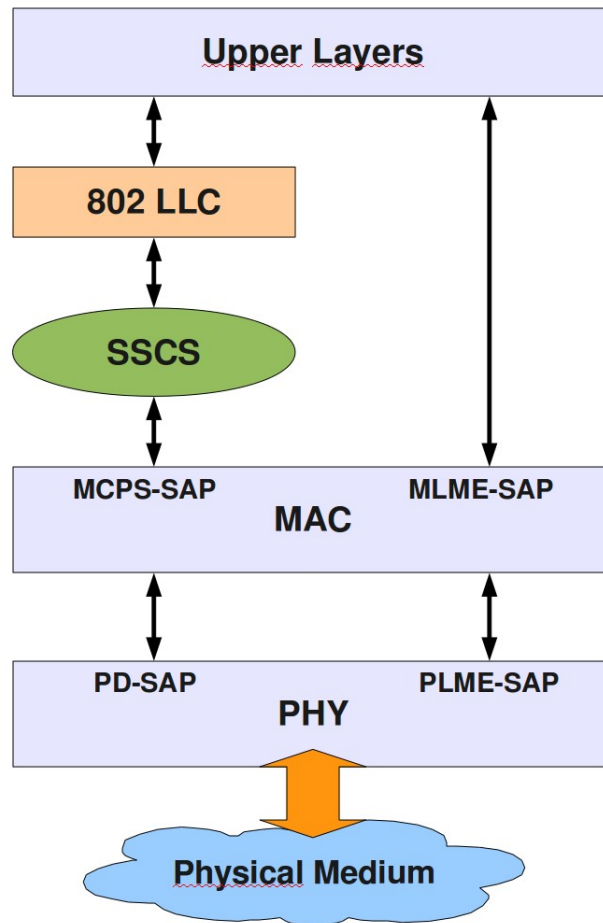 Upper Layers
802 LLC
SSCS
MCPS-SAP MLME-SAP
MAC
PD-SAP PLME-SAP
PHY
Physical Medium